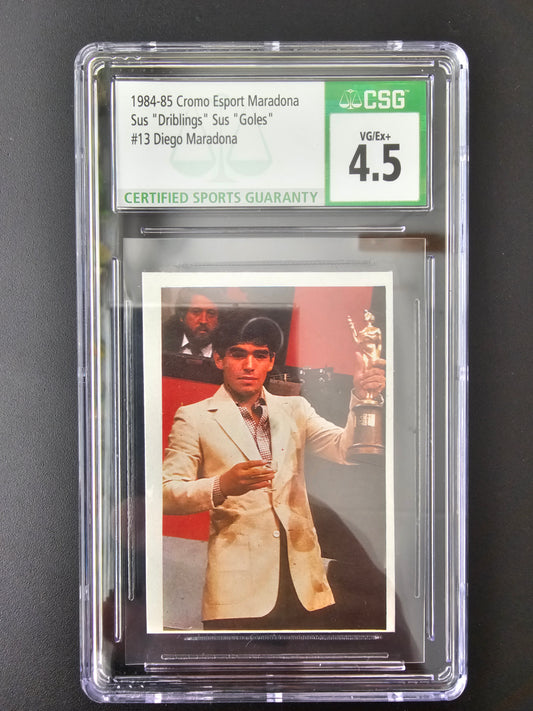 1984-85 Cromo Esport Maradona
Sus "Driblings" Sus "Goles"
#13 Diego Maradona
CERTIFIED SPORTS GUARANTY
CSG
VG/Ex+
4.5